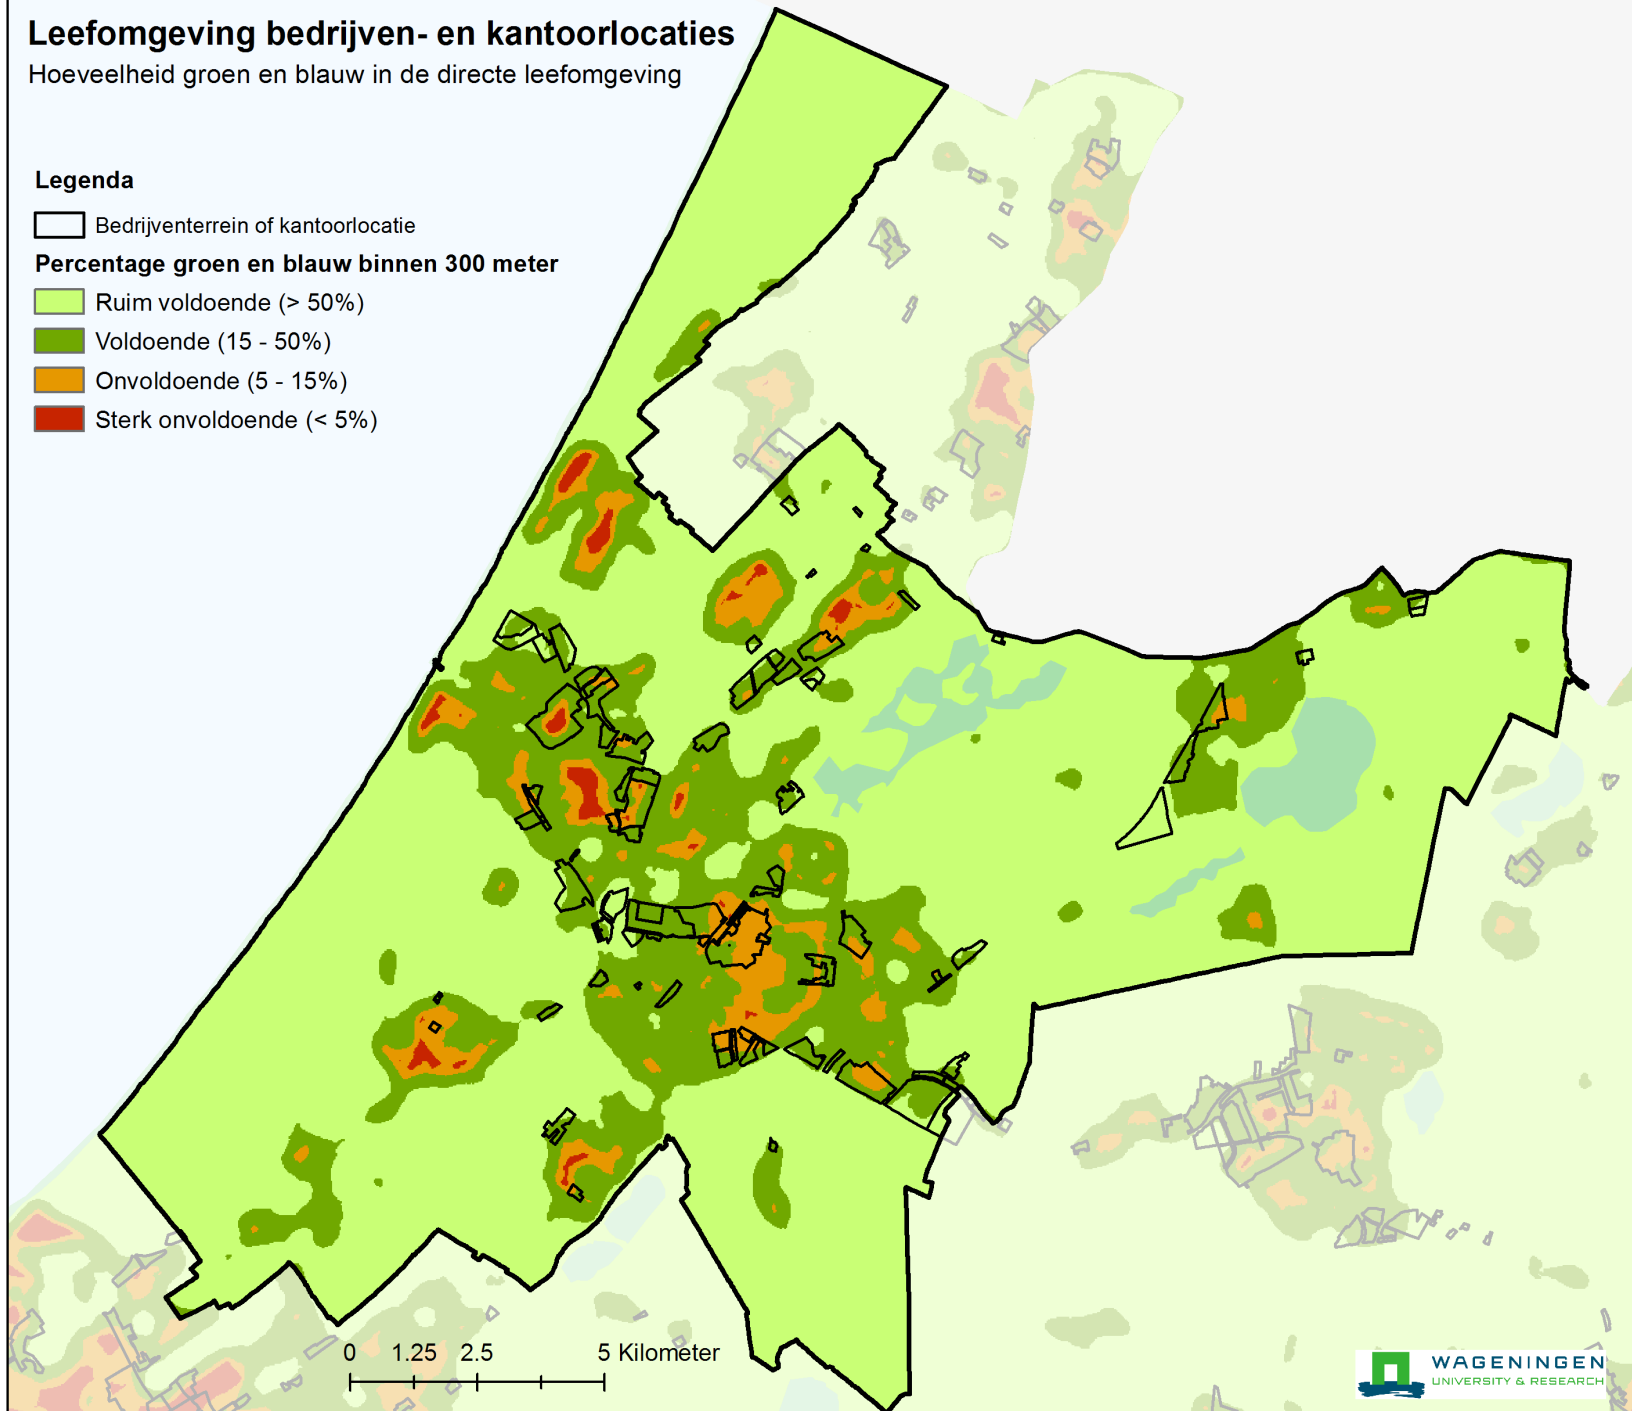 Leefomgeving bedrijven- en kantoorlocaties
Hoeveelheid groen en blauw in de directe leefomgeving
Legenda
Bedrijventerrein of kantoorlocatie
Percentage groen en blauw binnen 300 meter
Ruim voldoende (> 50%)
Voldoende (15 - 50%)
Onvoldoende (5 - 15%)
Sterk onvoldoende (< 5%)
0 1.25 2.5 5 Kilometer
WAGENINGEN
UNIVERSITY & RESEARCH